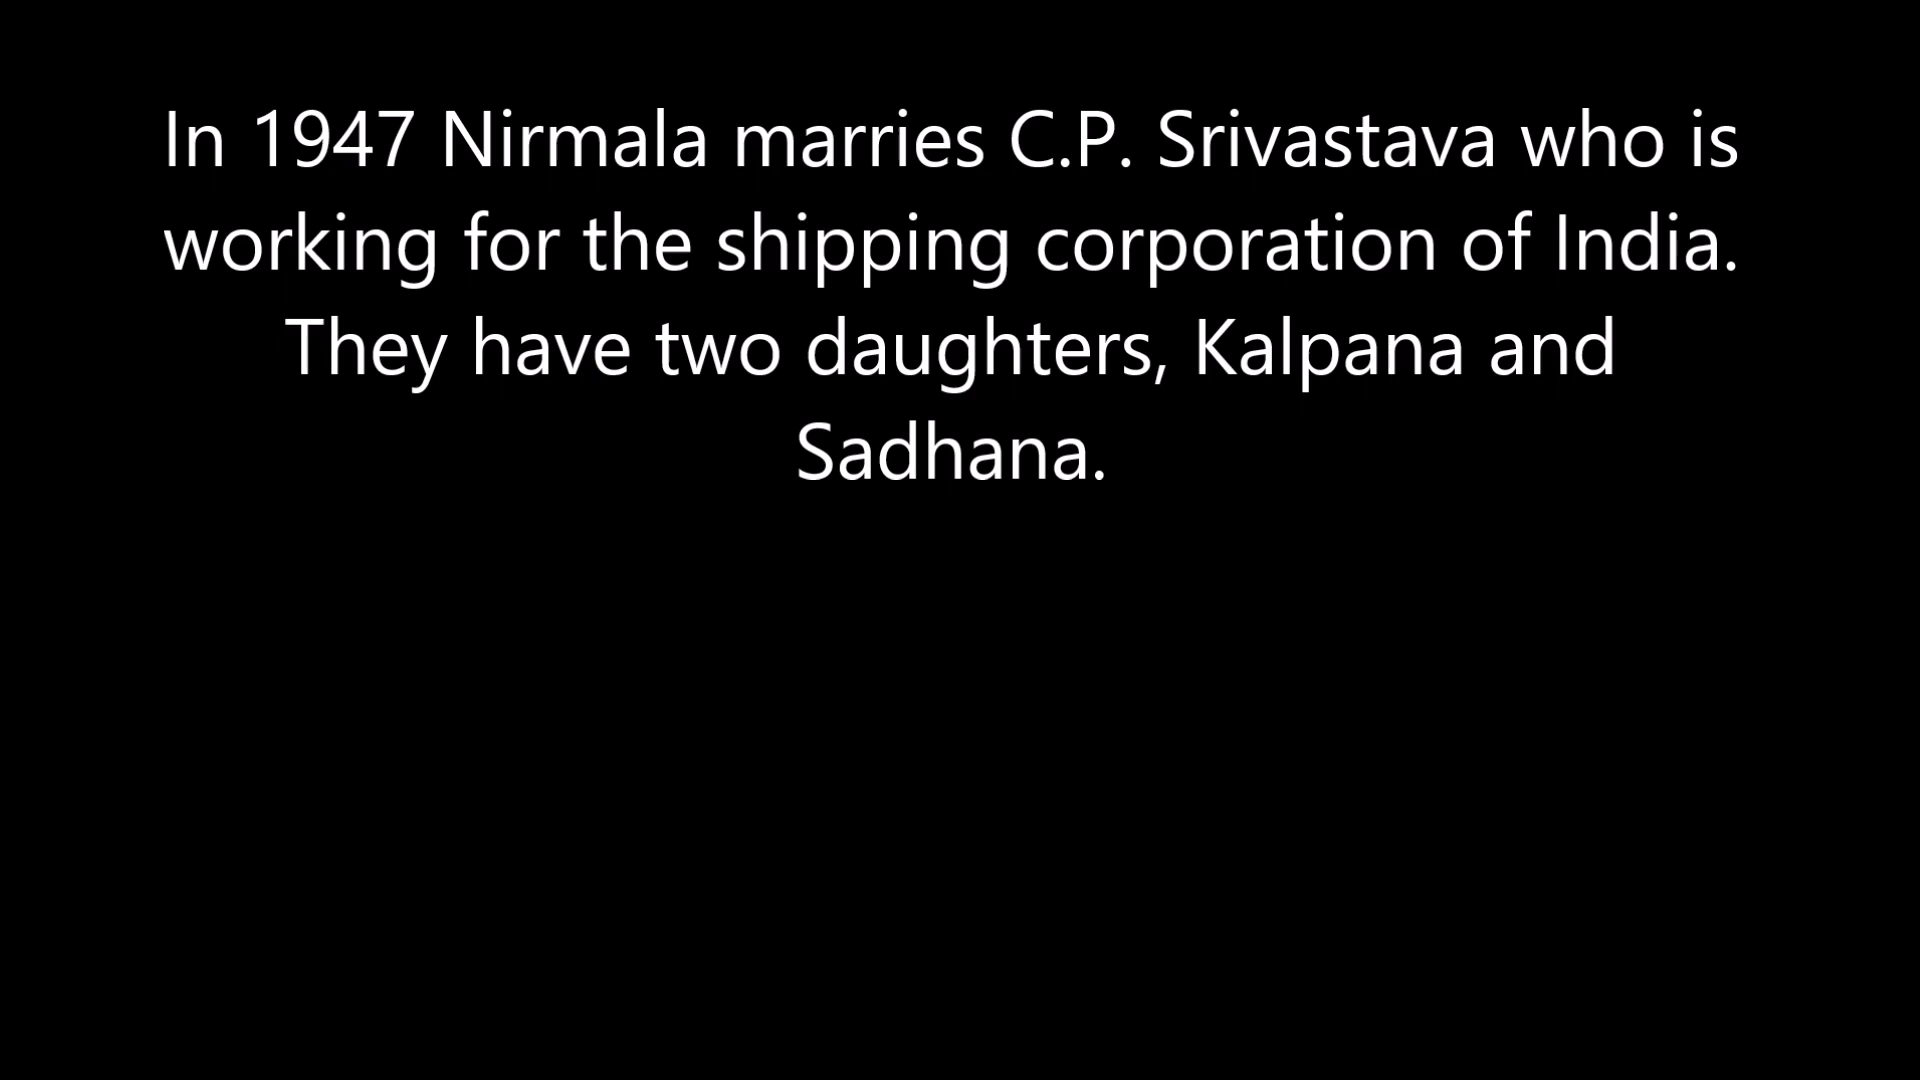 In 1947 Nirmala marries C.P. Srivastava who is
working for the shipping corporation of India.
They have two daughters, Kalpana and
Sadhana.